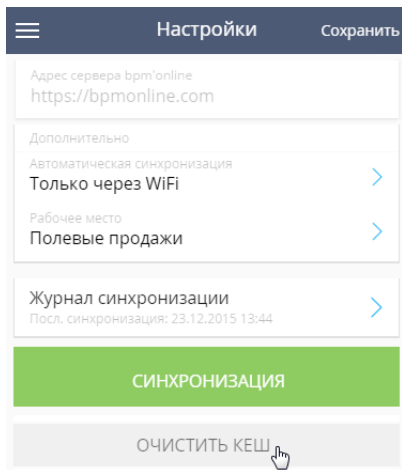 Настройки
Сохранить
Адрес сервера bpm'online
https://bpmonline.com
Дополнительно
Автоматическая синхронизация
Только через WiFi
Рабочее место
Полевые продажи
Журнал синхронизации
Посл. синхронизация: 23.12.2015 13:44
СИНХРОНИЗАЦИЯ
ОЧИСТИТЬ КЕШ